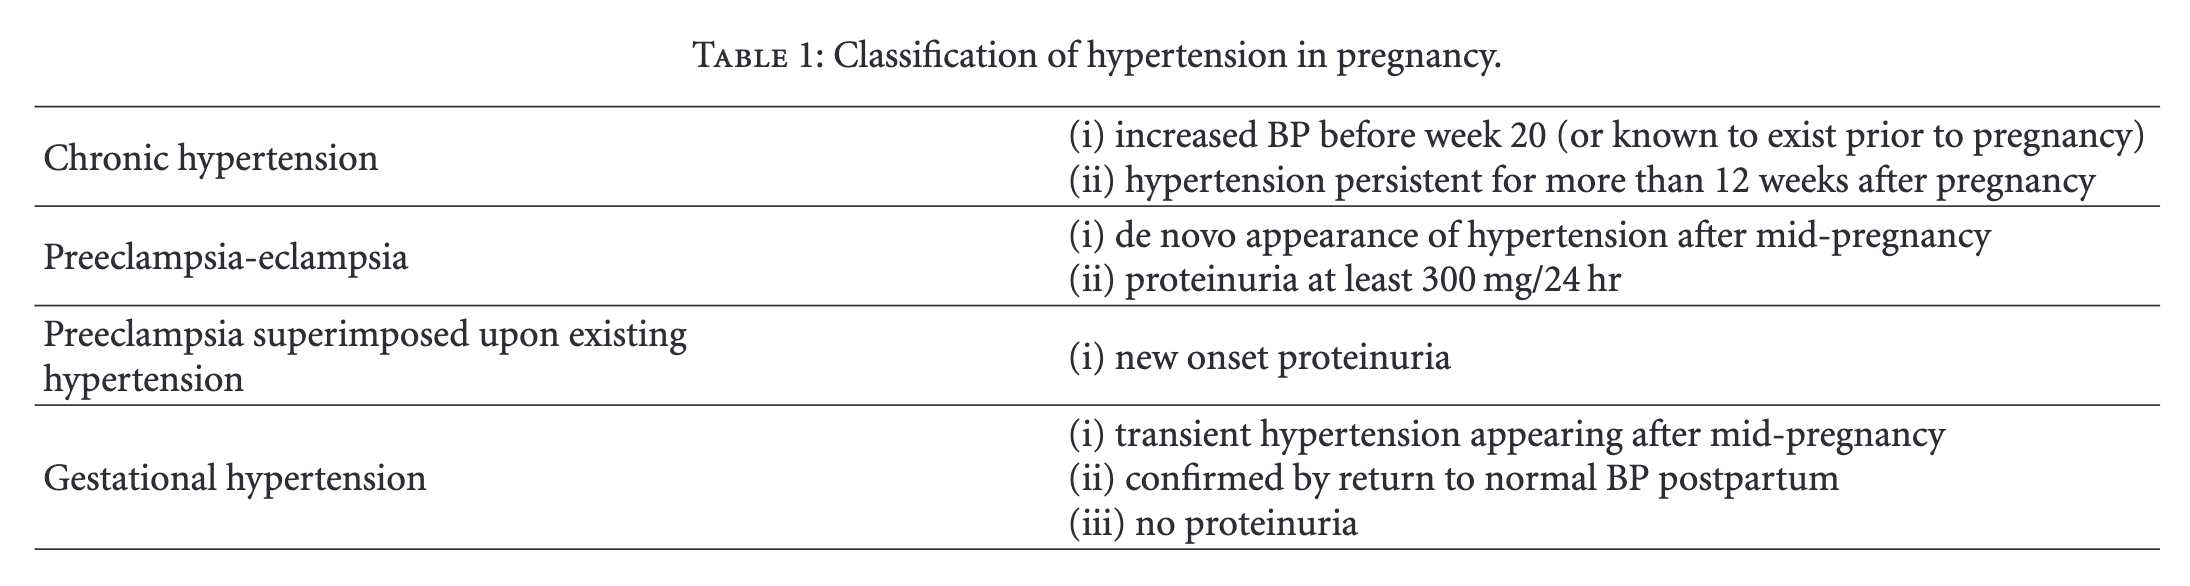 TABLE 1: Classification of hypertension in pregnancy.
Chronic hypertension
(i) increased BP before week 20 (or known to exist prior to pregnancy)
(ii) hypertension persistent for more than 12 weeks after pregnancy
Preeclampsia-eclampsia
(i) de novo appearance of hypertension after mid-pregnancy
(ii) proteinuria at least 300 mg/24 hr
Preeclampsia superimposed upon existing
hypertension
(i) new onset proteinuria
Gestational hypertension
(i) transient hypertension appearing after mid-pregnancy
(ii) confirmed by return to normal BP postpartum
(iii) no proteinuria